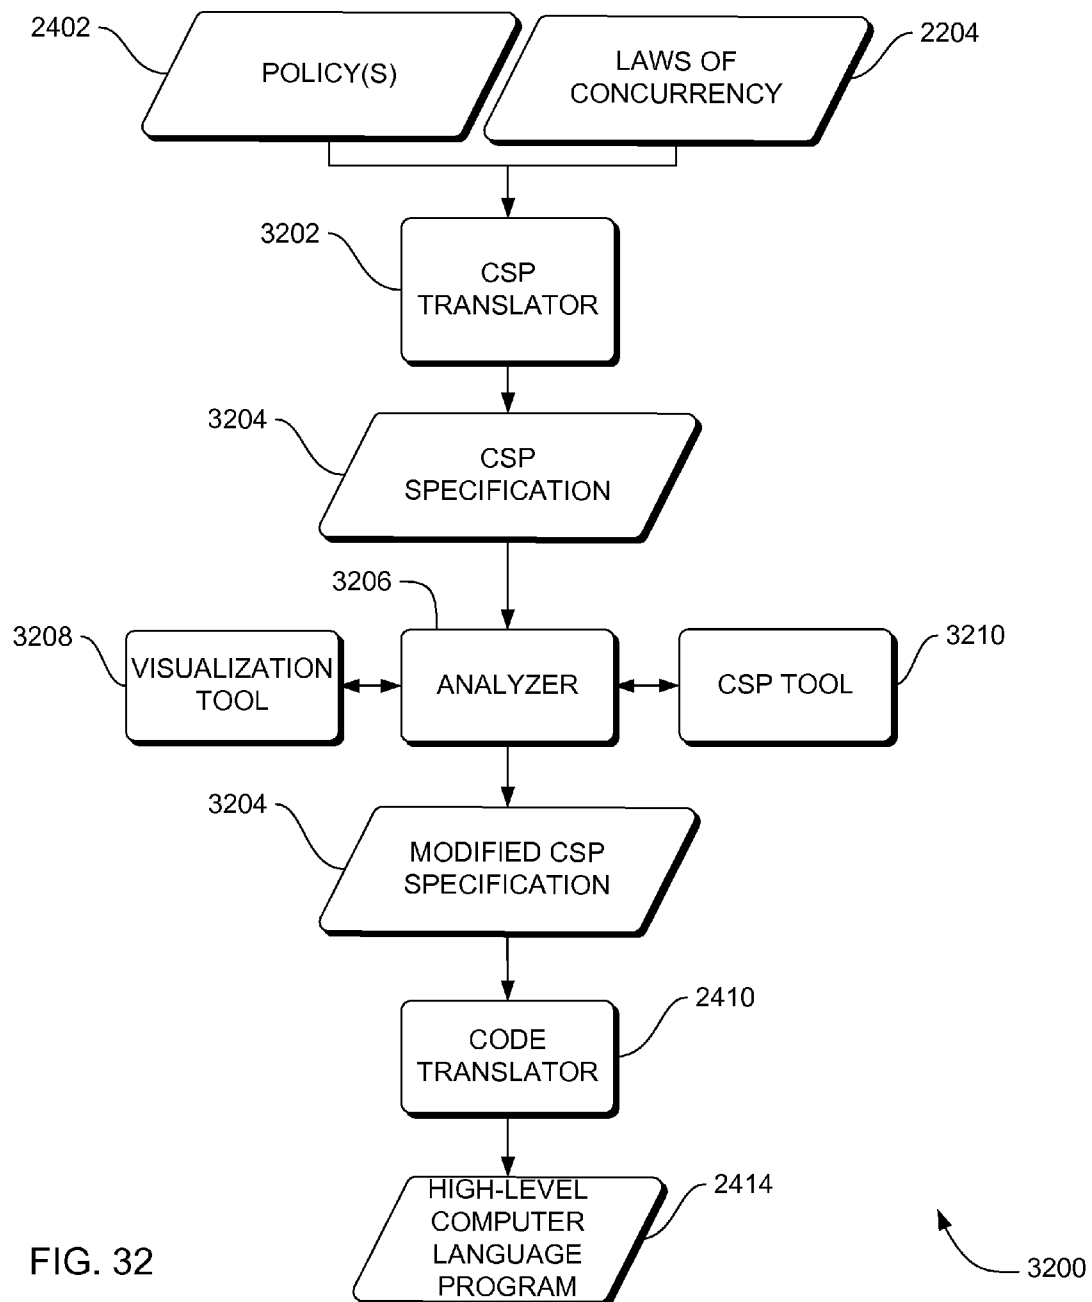 2402
POLICY(S)
LAWS OF
CONCURRENCY
2204
3202
CSP
TRANSLATOR
3204
CSP
SPECIFICATION
3206
3208
VISUALIZATION
TOOL
ANALYZER
CSP TOOL
3210
3204
MODIFIED CSP
SPECIFICATION
2410
CODE
TRANSLATOR
HIGH-LEVEL
COMPUTER
LANGUAGE
PROGRAM
2414
FIG. 32
3200